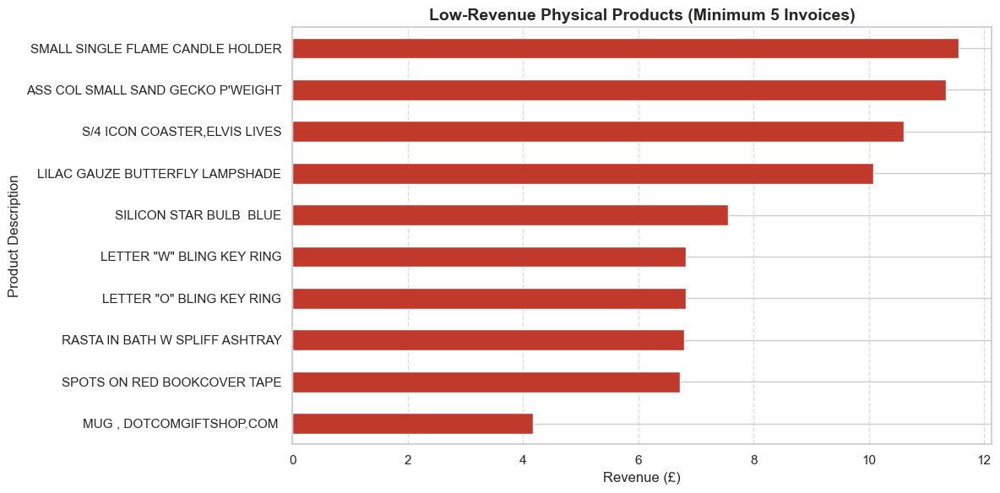 Low-Revenue Physical Products (Minimum 5 Invoices)
Product Description
SMALL SINGLE FLAME CANDLE HOLDER
ASS COL SMALL SAND GECKO P'WEIGHT
S/4 ICON COASTER,ELVIS LIVES
LILAC GAUZE BUTTERFLY LAMPSHADE
SILICON STAR BULB  BLUE
LETTER "W" BLING KEY RING
LETTER "O" BLING KEY RING
RASTA IN BATH W SPLIFF ASHTRAY
SPOTS ON RED BOOKCOVER TAPE
MUG , DOTCOMGIFTSHOP.COM
0 2 4 6 8 10 12
Revenue (£)